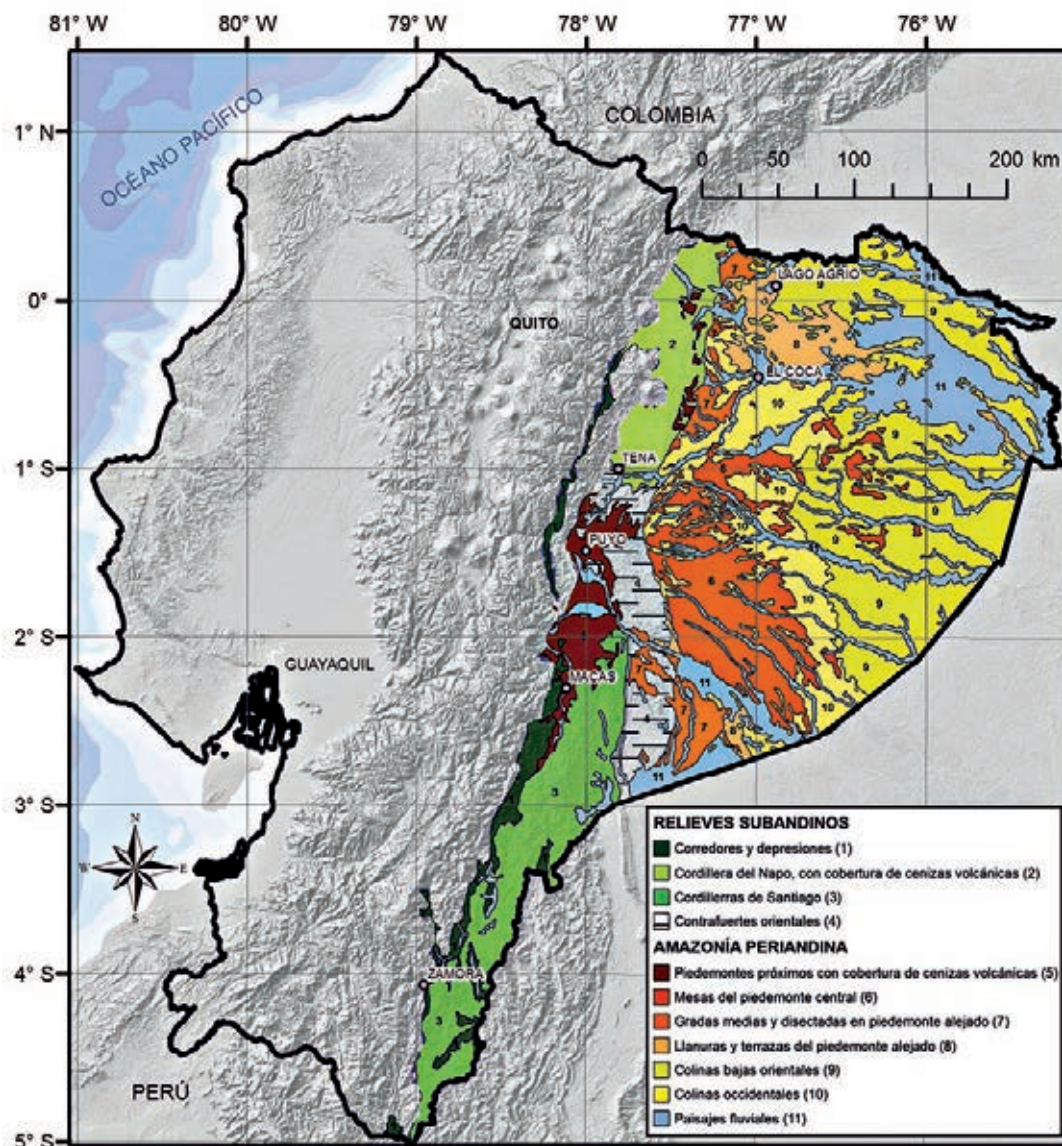 81° W 80° W 79° W 78° W 77° W 76° W
OCÉANO PACÍFICO
COLOMBIA
1° N
0 50 100 200 km
LAGO AGRIO
0°
QUITO
EL COCA
TENA
1° S
PUYO
2° S
GUAYAQUIL
MACAS
3° S
N
W E
S
4° S
ZAMORA
PERÚ
5° S
RELIEVES SUBANDINOS
Corredores y depresiones (1)
Cordillera del Napo, con cobertura de cenizas volcánicas (2)
Cordillerras de Santiago (3)
Contrafuertes orientales (4)
AMAZONÍA PERIANDINA
Piedemontes próximos con cobertura de cenizas volcánicas (5)
Mesas del piedemonte central (6)
Gradas medias y disectadas en piedemonte alejado (7)
Llanuras y terrazas del piedemonte alejado (8)
Colinas bajas orientales (9)
Colinas occidentales (10)
Paisajes fluviales (11)